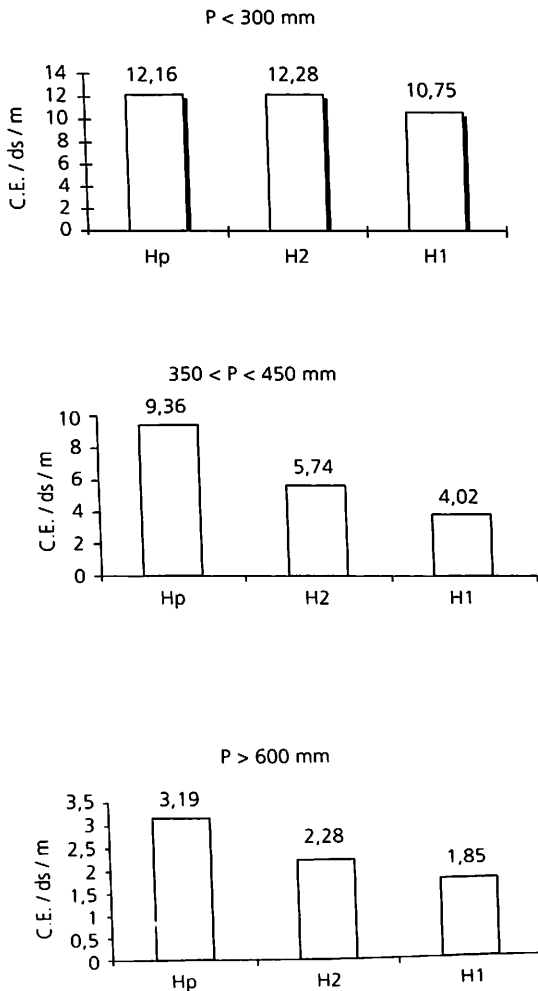 P < 300 mm
12,16 12,28 10,75
14
12
10
8
6
4
2
0
C.E. / ds / m
Hp H2 H1
350 < P < 450 mm
9,36 5,74 4,02
10
8
6
4
2
0
C.E. / ds / m
Hp H2 H1
P > 600 mm
3,19 2,28 1,85
3,5
3
2,5
2
1,5
1
0,5
0
C.E. / ds / m
Hp H2 H1